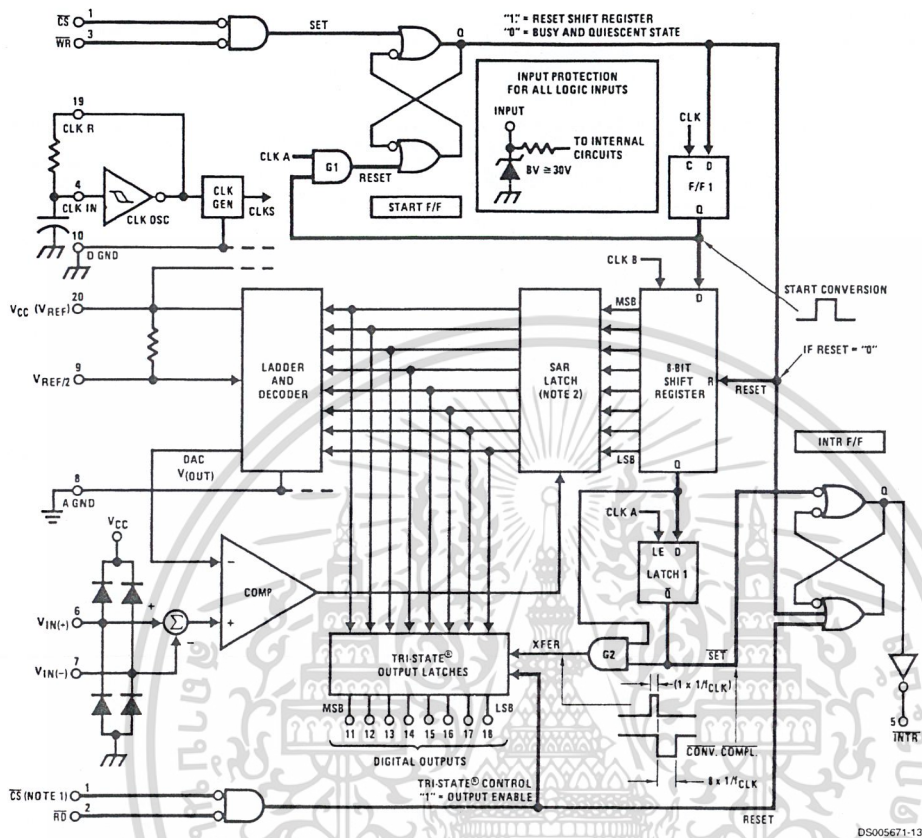 CS 1
WR 3
SET
Q
"1" = RESET SHIFT REGISTER
"0" = BUSY AND QUIESCENT STATE
INPUT PROTECTION
FOR ALL LOGIC INPUTS
INPUT
TO INTERNAL
CIRCUITS
BV ≅ 30V
CLK
C D
F/F 1
Q
19
CLK R
4
CLK IN
CLK OSC
CLK
GEN
CLKS
10
D GND
CLK A
G1
RESET
START F/F
CLK B
START CONVERSION
20
VCC (VREF)
9
VREF/2
LADDER
AND
DECODER
SAR
LATCH
(NOTE 2)
MSB
LSB
D
8-BIT
SHIFT
REGISTER
R
Q
RESET
IF RESET = "0"
INTR F/F
Q
DAC
V(OUT)
8
A GND
VCC
6
VIN(+)
7
VIN(−)
+
Σ
−
−
+
COMP
CLK A
LE D
LATCH 1
Q
XFER
G2
SET
(1 x 1/fCLK)
CONV. COMPL.
8 x 1/fCLK
5
INTR
TRI-STATE®
OUTPUT LATCHES
MSB LSB
11 12 13 14 15 16 17 18
DIGITAL OUTPUTS
TRI-STATE® CONTROL
"1" = OUTPUT ENABLE
CS (NOTE 1) 1
RD 2
RESET
DS005671-13